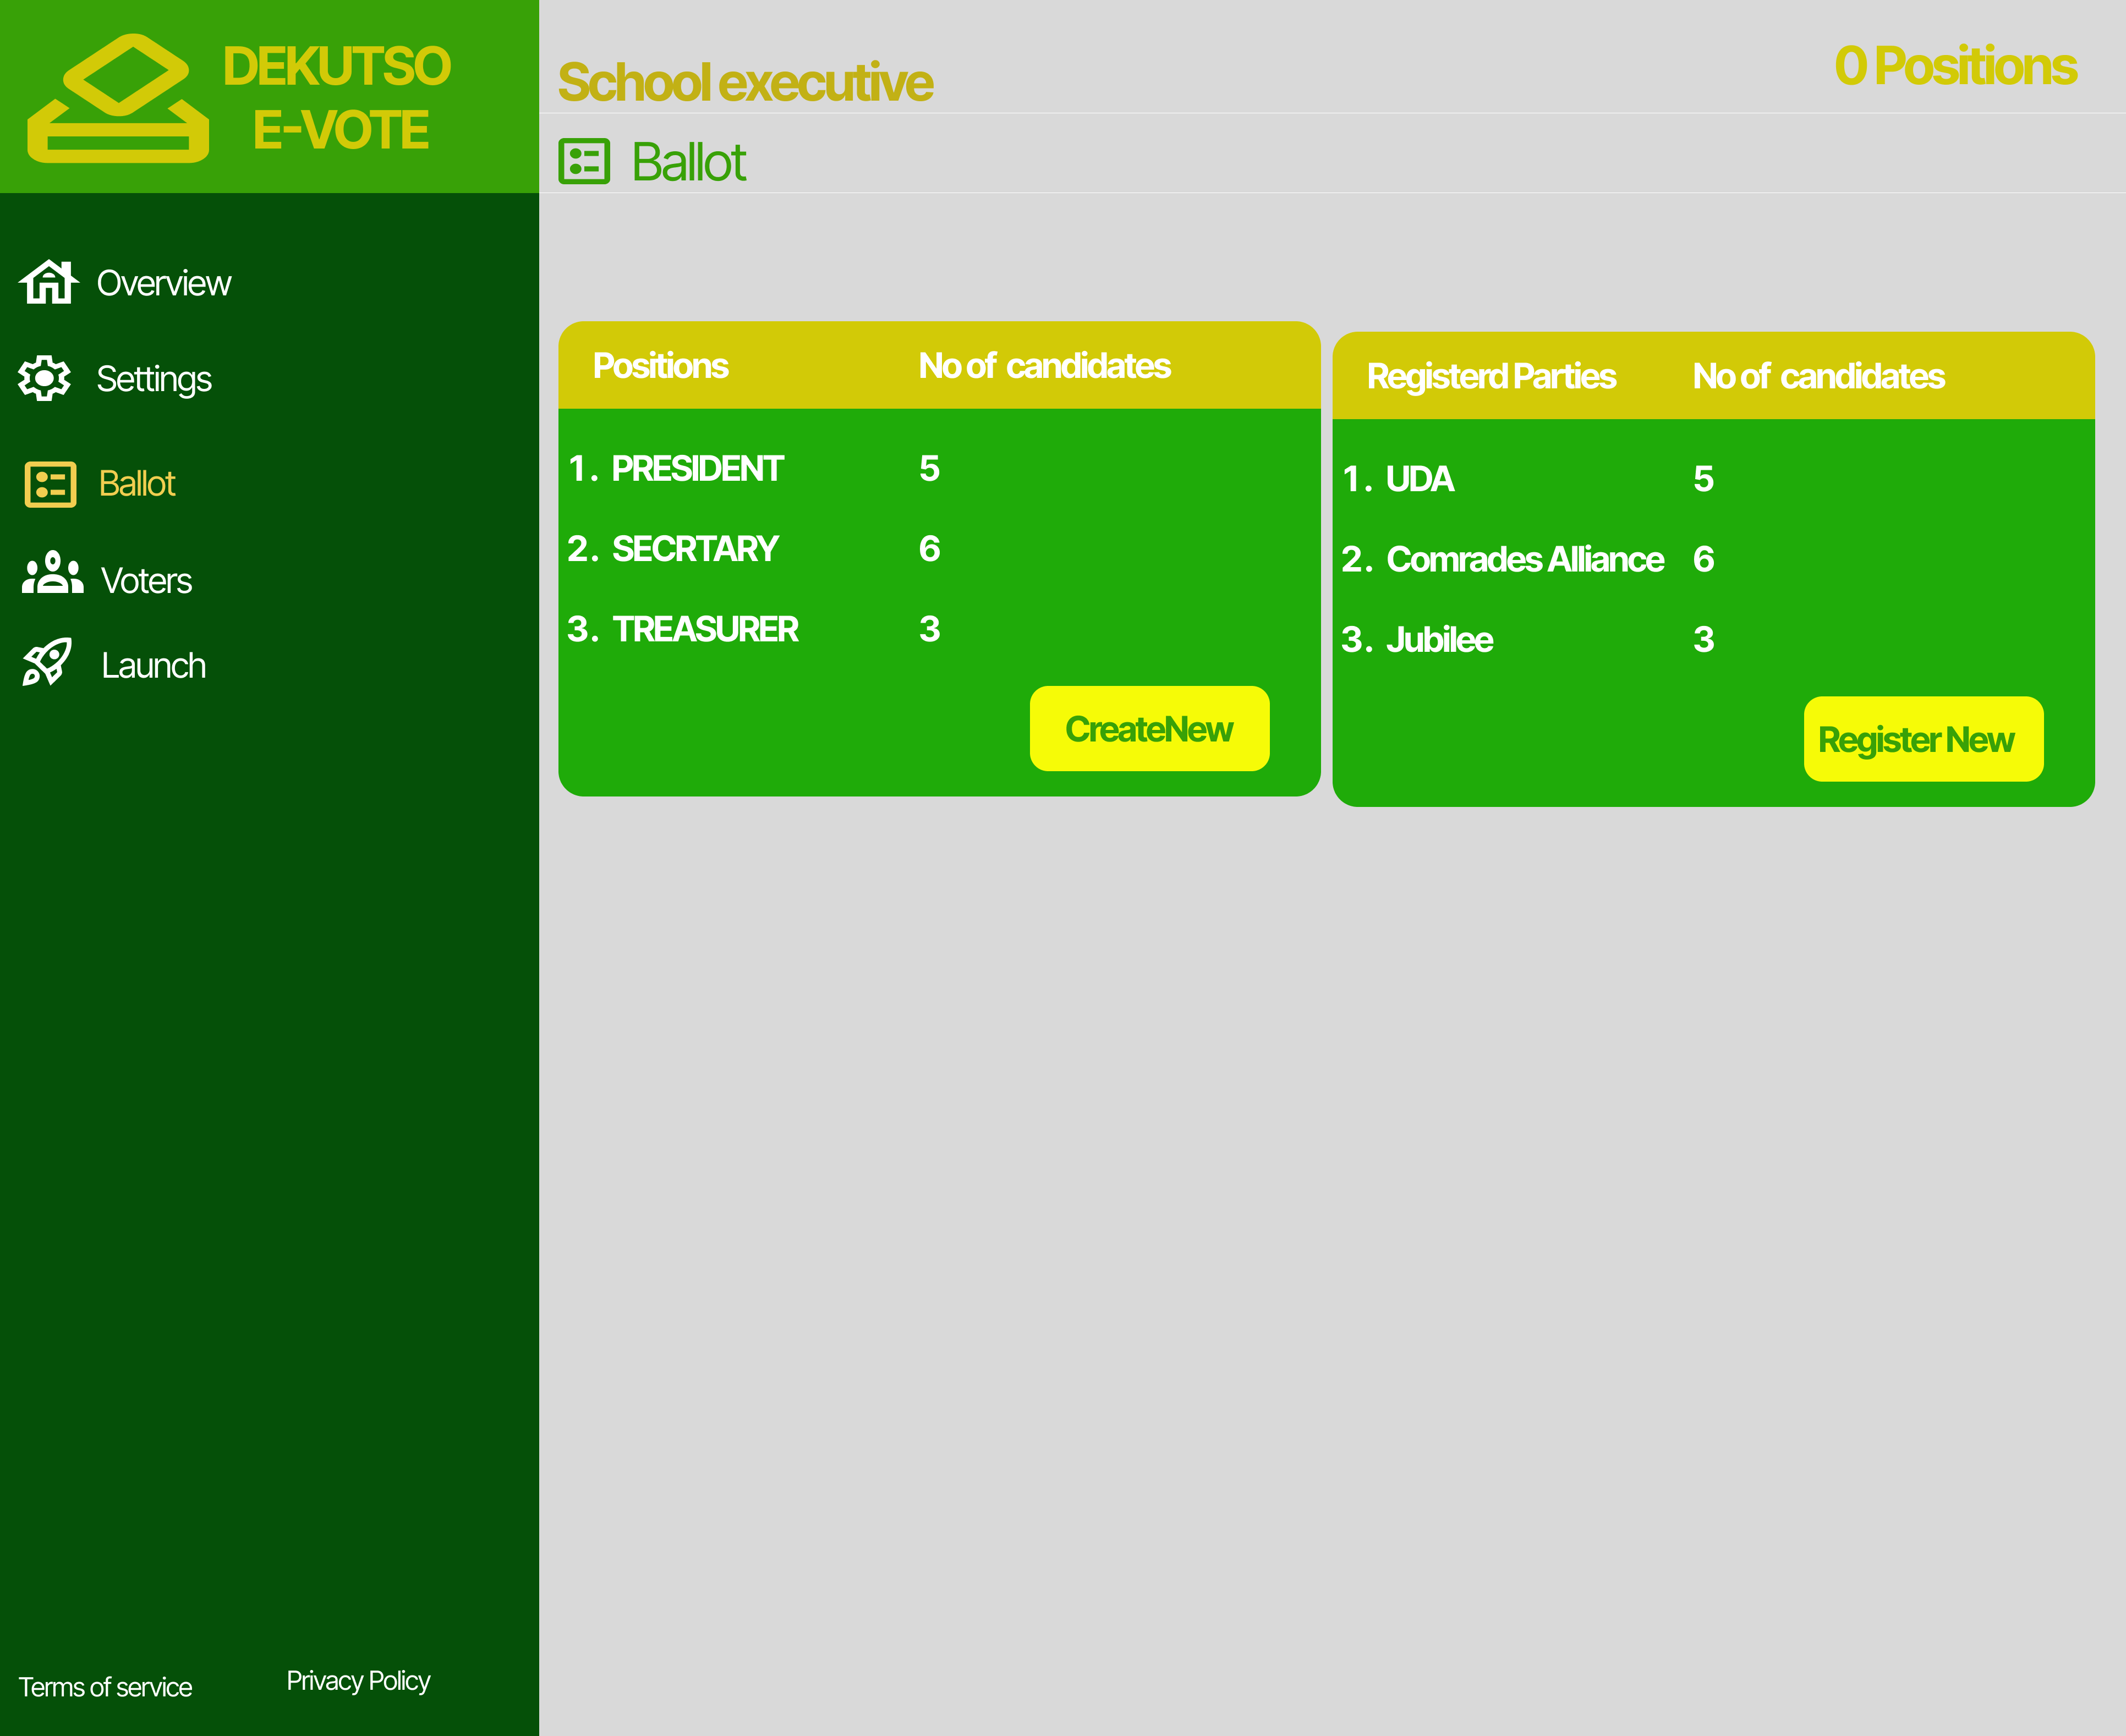 DEKUTSO
E-VOTE
Overview
Settings
Ballot
Voters
Launch
Terms of service
Privacy Policy
School executive
0 Positions
Ballot
Positions No of candidates
1. PRESIDENT 5
2. SECRTARY 6
3. TREASURER 3
CreateNew
Registerd Parties No of candidates
1. UDA 5
2. Comrades Alliance 6
3. Jubilee 3
Register New